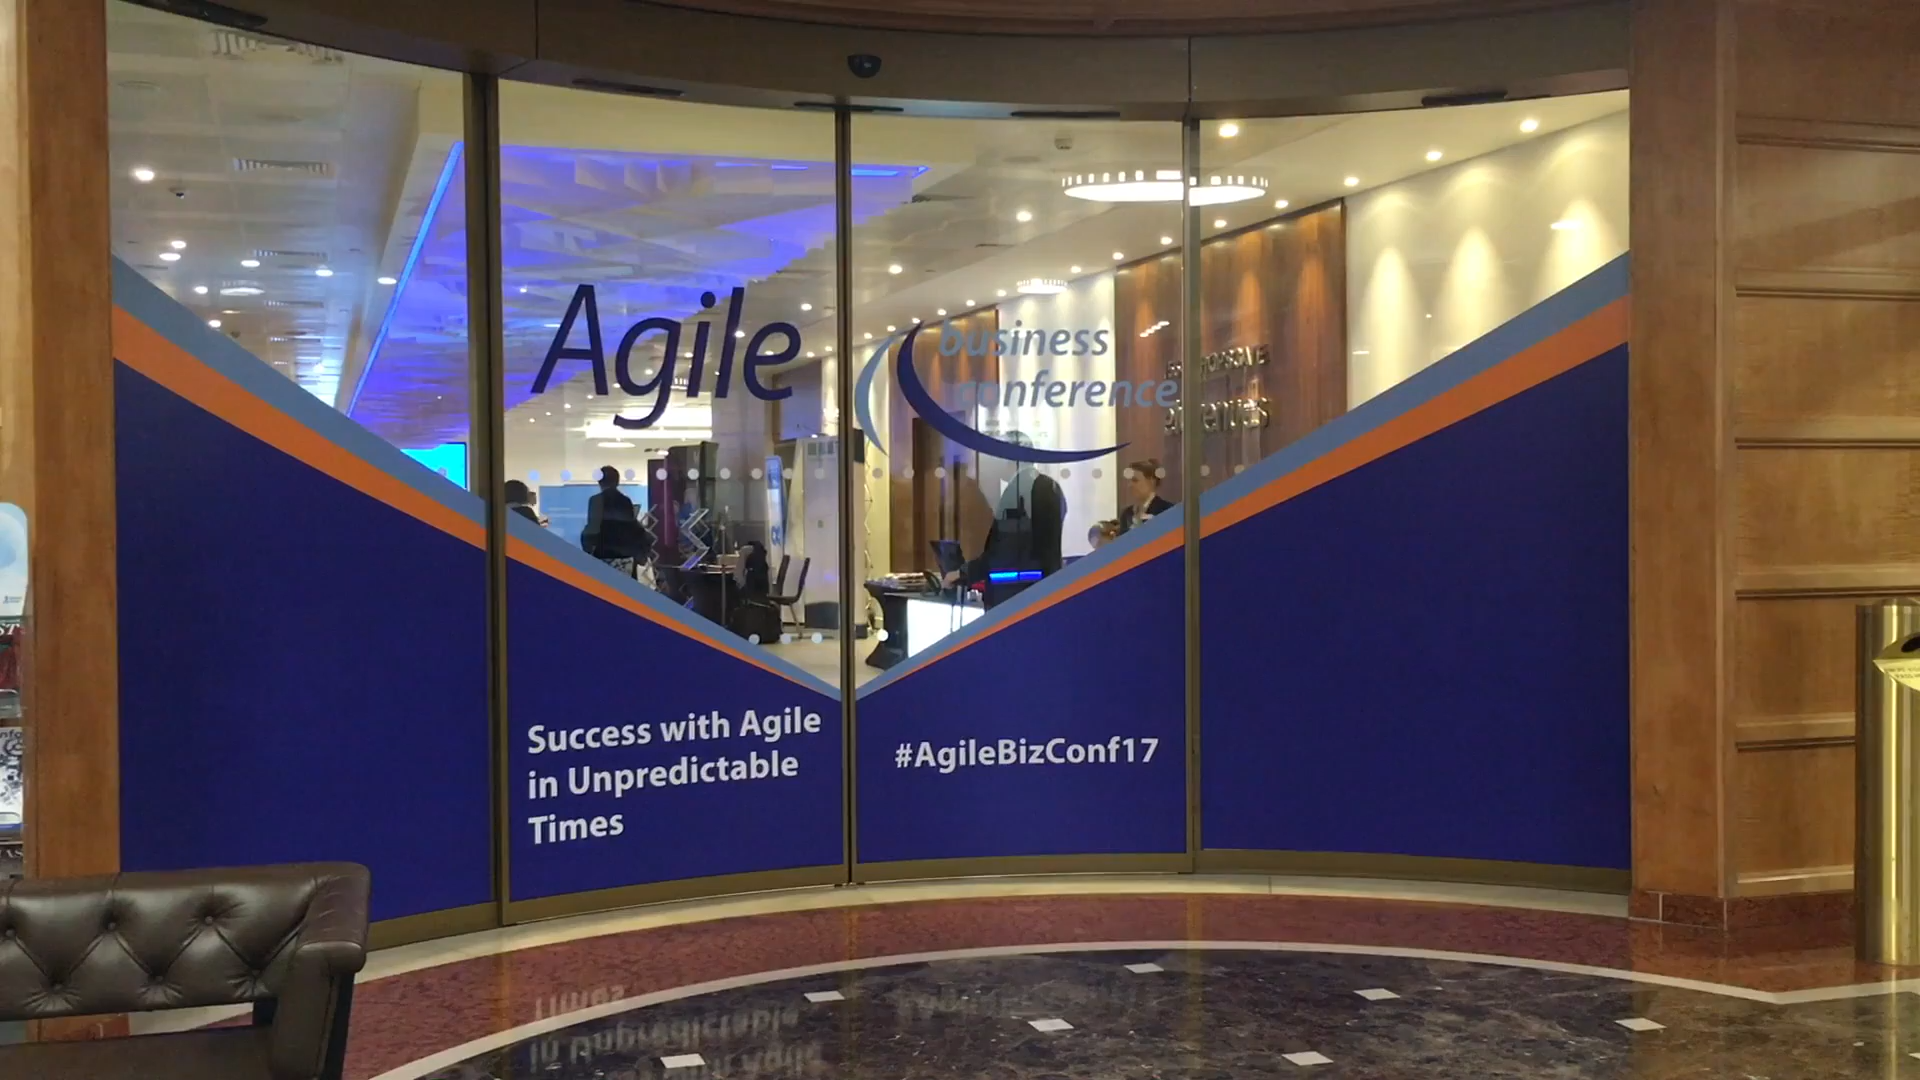 Agile
business
conference
Success with Agile
in Unpredictable
Times
#AgileBizConf17